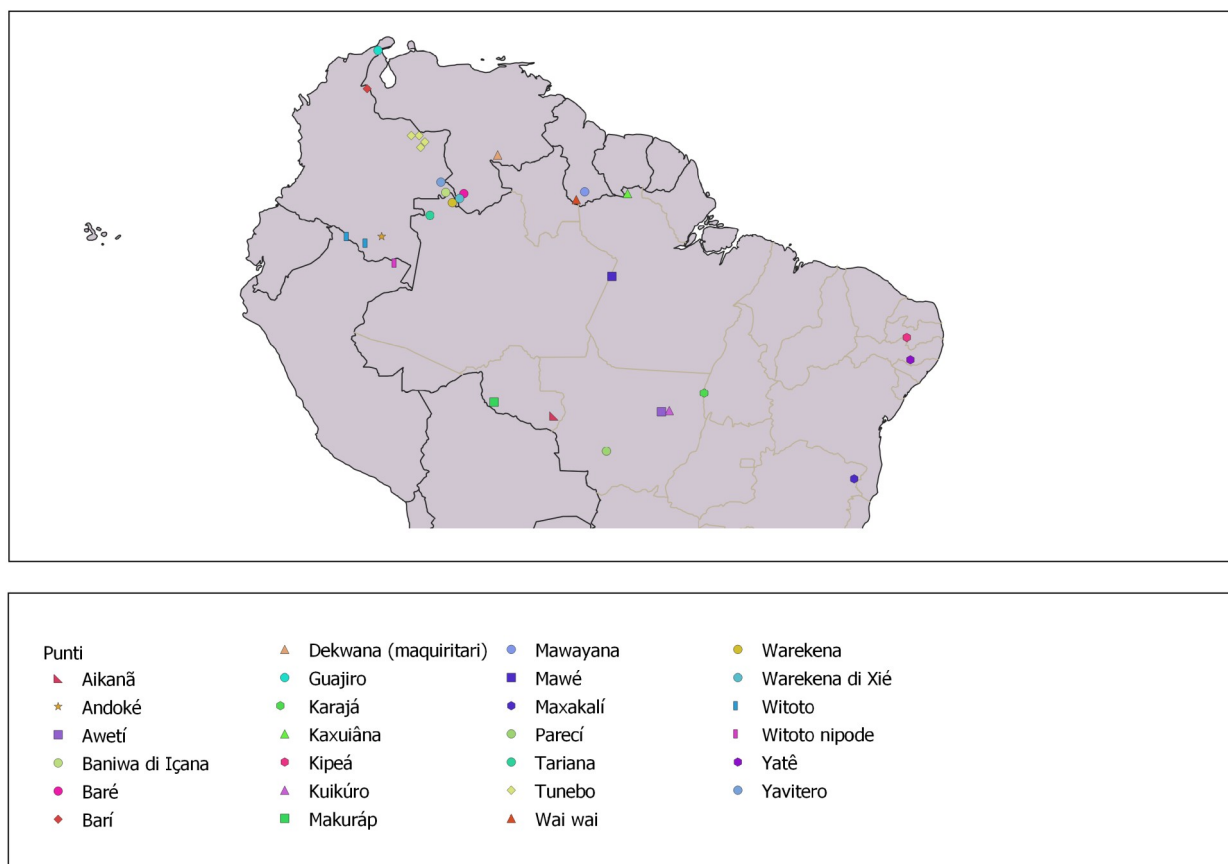 Punti
Aikanã
Andoké
Awetí
Baniwa di Içana
Baré
Barí
Dekwana (maquiritari)
Guajiro
Karajá
Kaxuiâna
Kipeá
Kuikúro
Makuráp
Mawayana
Mawé
Maxakalí
Parecí
Tariana
Tunebo
Wai wai
Warekena
Warekena di Xié
Witoto
Witoto nipode
Yatê
Yavitero